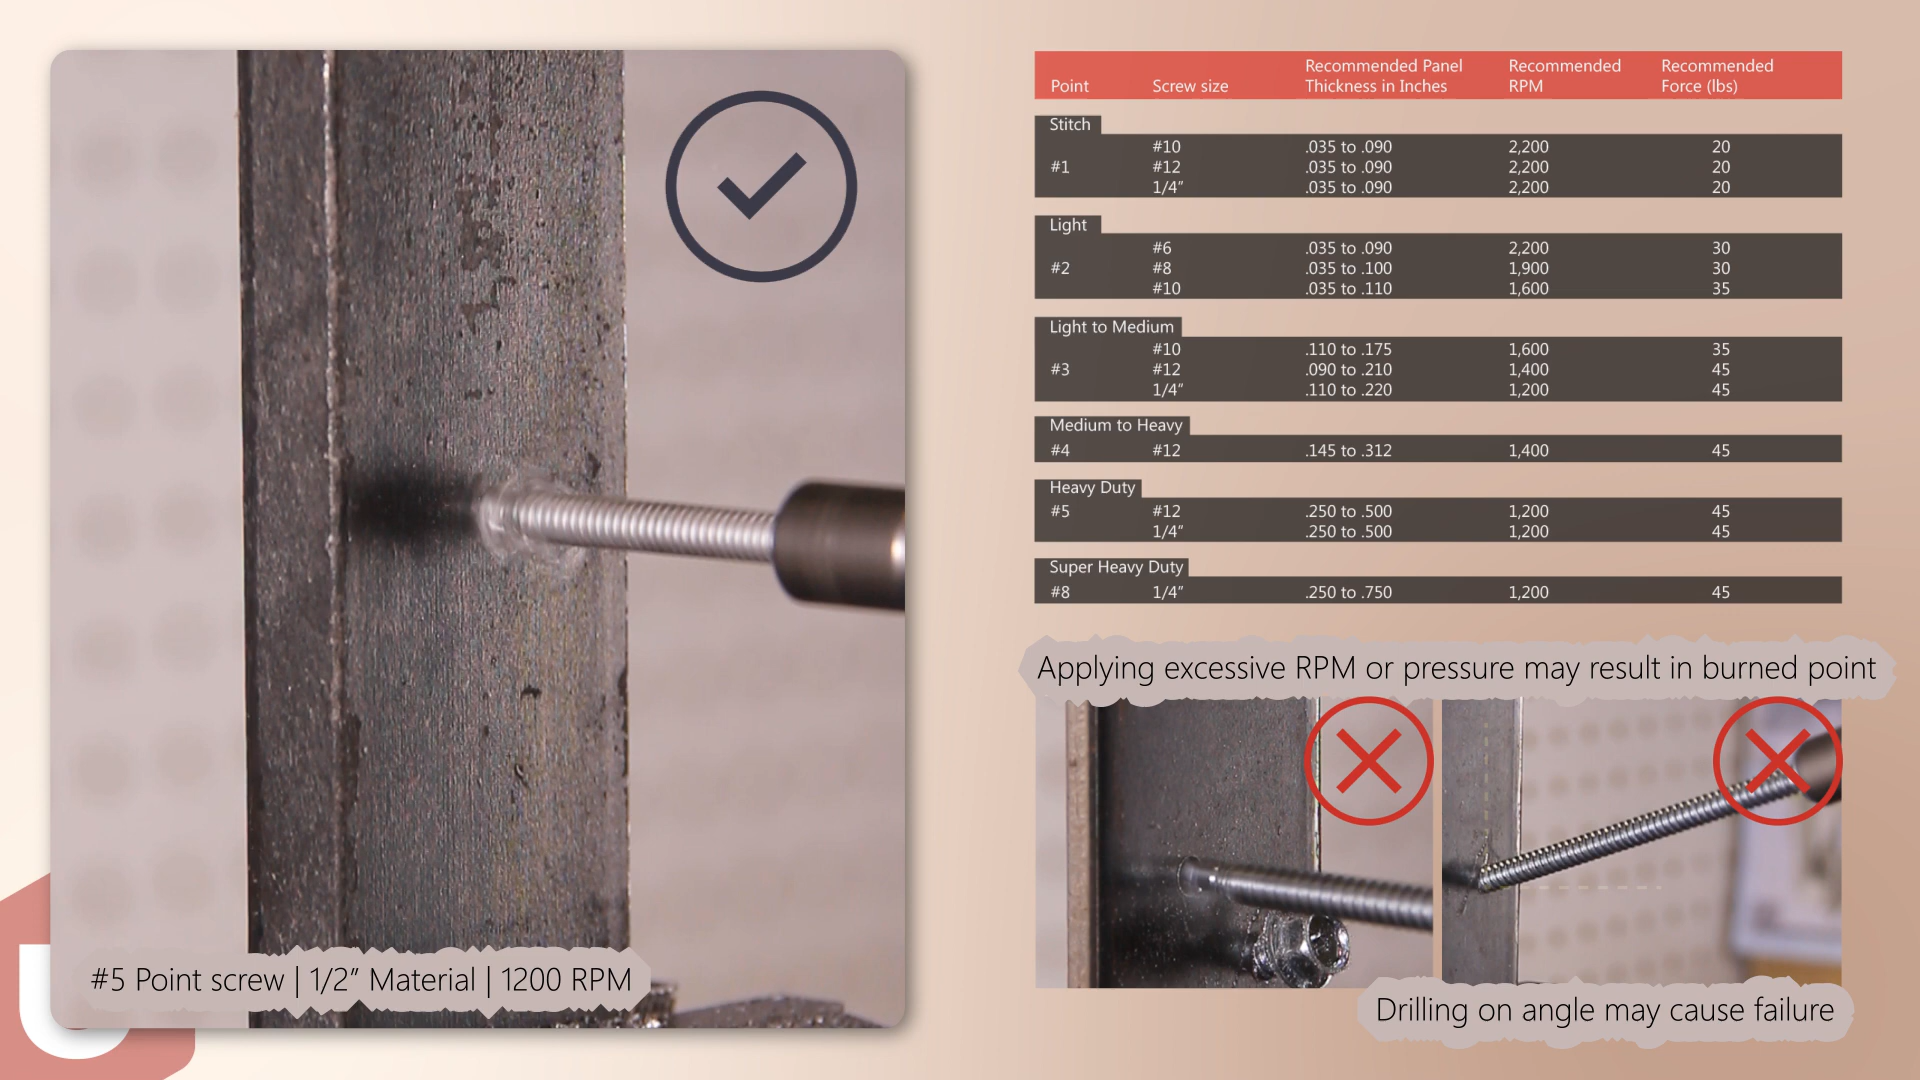 Point Screw size Recommended Panel Thickness in Inches Recommended RPM Recommended Force (lbs)
Stitch
#10 .035 to .090 2,200 20
#1 #12 .035 to .090 2,200 20
1/4” .035 to .090 2,200 20
Light
#6 .035 to .090 2,200 30
#2 #8 .035 to .100 1,900 30
#10 .035 to .110 1,600 35
Light to Medium
#10 .110 to .175 1,600 35
#3 #12 .090 to .210 1,400 45
1/4” .110 to .220 1,200 45
Medium to Heavy
#4 #12 .145 to .312 1,400 45
Heavy Duty
#5 #12 .250 to .500 1,200 45
1/4” .250 to .500 1,200 45
Super Heavy Duty
#8 1/4” .250 to .750 1,200 45
Applying excessive RPM or pressure may result in burned point
#5 Point screw | 1/2” Material | 1200 RPM
Drilling on angle may cause failure